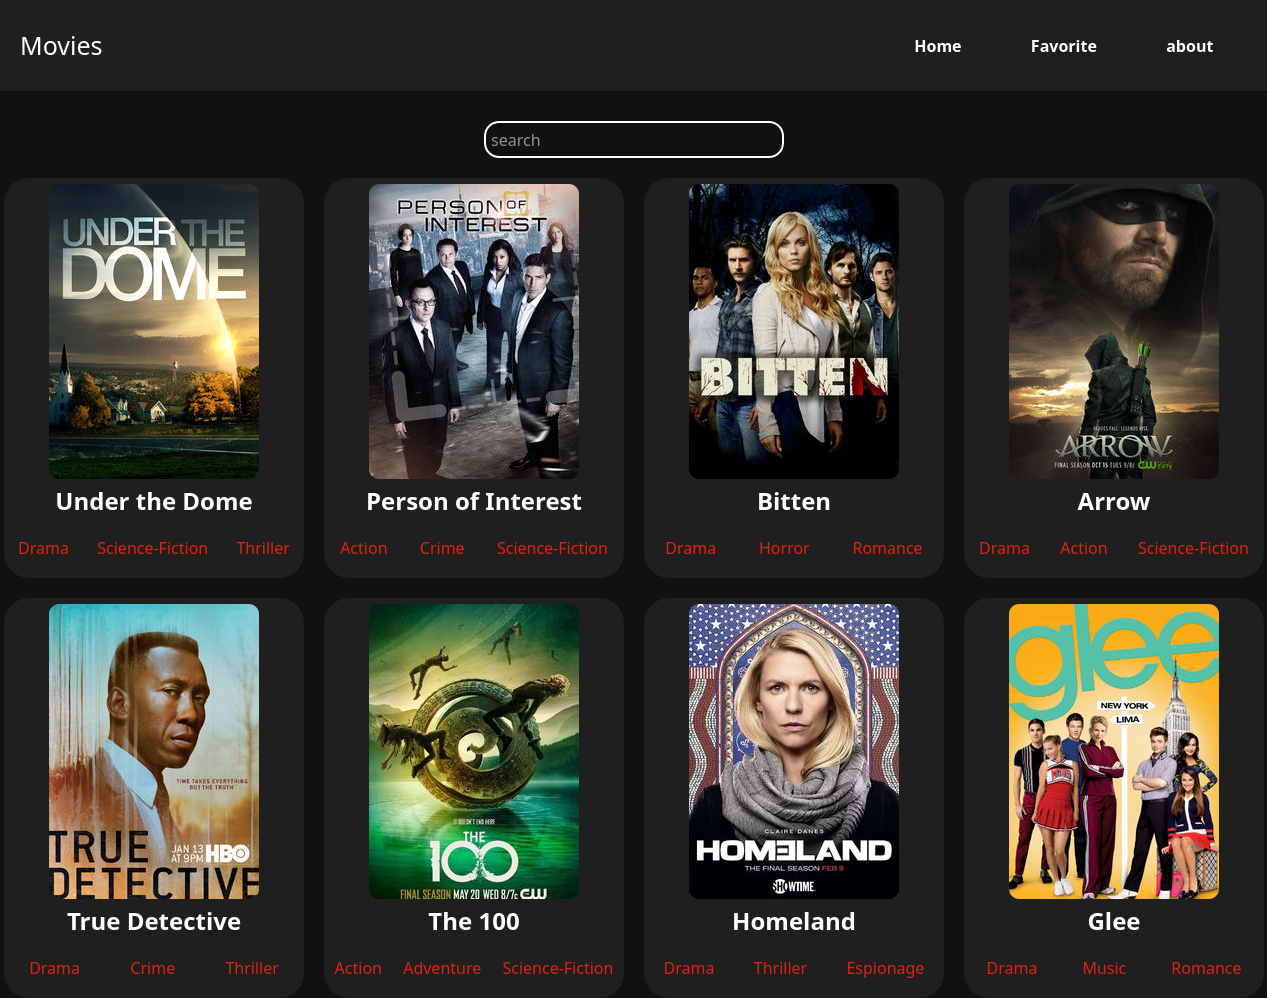 Movies
Home Favorite about
search
UNDER THE
DOME
Under the Dome
Drama Science-Fiction Thriller
PERSON OF
INTEREST
Person of Interest
Action Crime Science-Fiction
BITTEN
Bitten
Drama Horror Romance
HEROES FALL. LEGENDS RISE.
ARROW
FINAL SEASON OCT 15 TUES 9/8c CW
Arrow
Drama Action Science-Fiction
TIME TAKES EVERYTHING
BUT THE TRUTH
TRUE
JAN 13
AT 9PM HBO
DETECTIVE
True Detective
Drama Crime Thriller
IT DOESN'T END HERE
THE
100
FINAL SEASON MAY 20 WED 8/7c CW
The 100
Action Adventure Science-Fiction
CLAIRE DANES
HOMELAND
THE FINAL SEASON FEB 9
SHOWTIME
Homeland
Drama Thriller Espionage
glee
NEW YORK
LIMA
Glee
Drama Music Romance